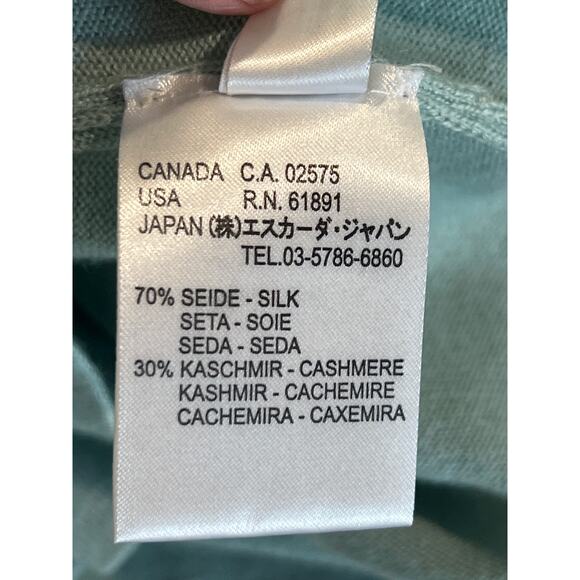 CANADA C.A. 02575
USA R.N. 61891
JAPAN (株)エスカーダ・ジャパン
TEL.03-5786-6860
70% SEIDE - SILK
SETA - SOIE
SEDA - SEDA
30% KASCHMIR - CASHMERE
KASHMIR - CACHEMIRE
CACHEMIRA - CAXEMIRA